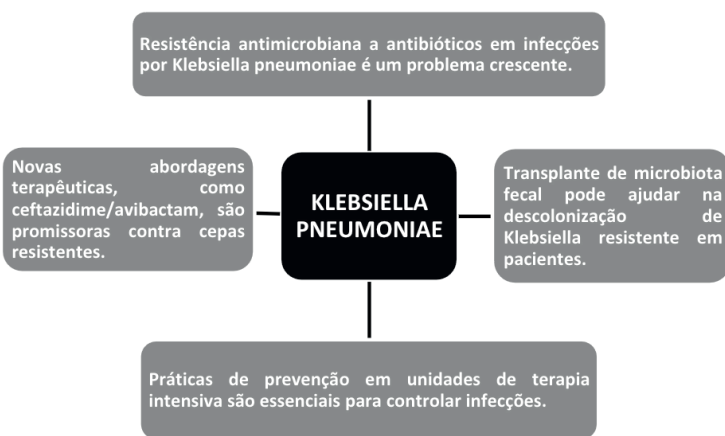 Resistência antimicrobiana a antibióticos em infecções
por Klebsiella pneumoniae é um problema crescente.
Novas abordagens
terapêuticas, como
ceftazidime/avibactam, são
promissoras contra cepas
resistentes.
KLEBSIELLA
PNEUMONIAE
Transplante de microbiota
fecal pode ajudar na
descolonização de
Klebsiella resistente em
pacientes.
Práticas de prevenção em unidades de terapia
intensiva são essenciais para controlar infecções.